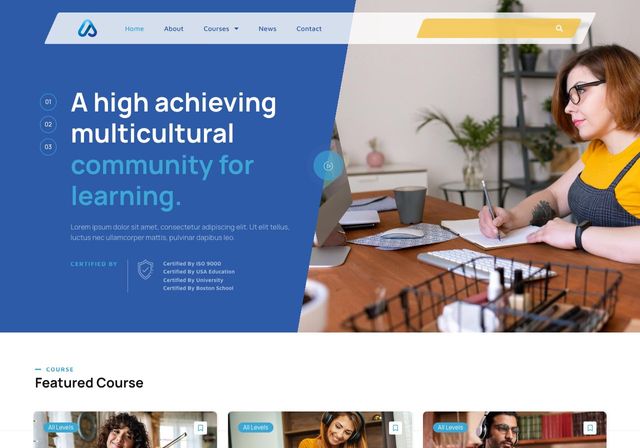 Home About Courses News Contact
01
02
03
A high achieving
multicultural
community for
learning.
Lorem ipsum dolor sit amet, consectetur adipiscing elit. Ut elit tellus,
luctus nec ullamcorper mattis, pulvinar dapibus leo.
CERTIFIED BY
Certified By ISO 9000
Certified By USA Education
Certified By University
Certified By Boston School
COURSE
Featured Course
All Levels All Levels All Levels